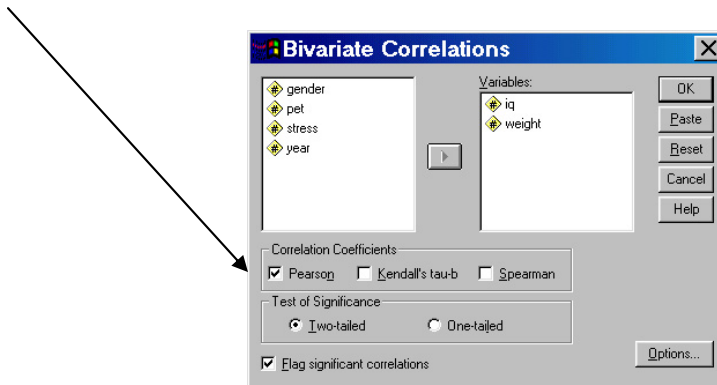 Bivariate Correlations
gender
pet
stress
year
Variables:
iq
weight
OK
Paste
Reset
Cancel
Help
Correlation Coefficients
Pearson Kendall's tau-b Spearman
Test of Significance
Two-tailed One-tailed
Flag significant correlations
Options...